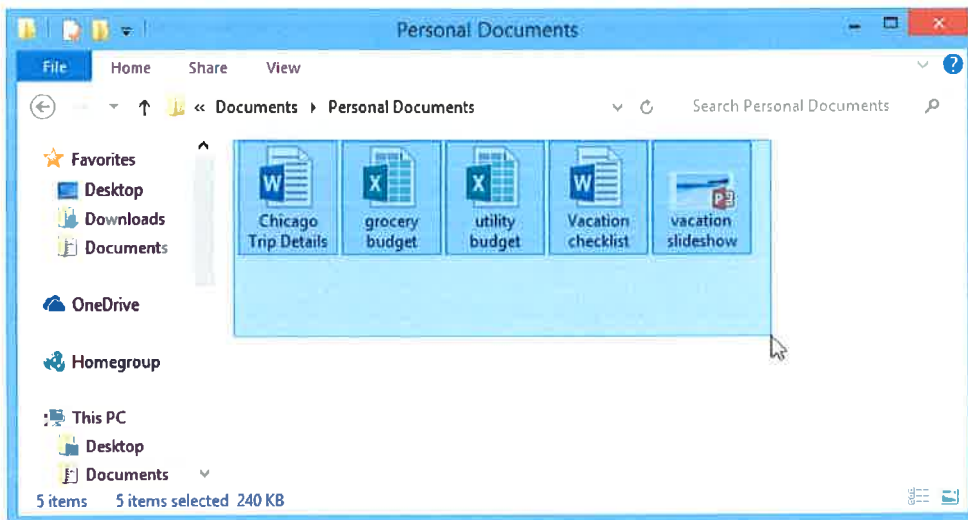 Personal Documents
File Home Share View
« Documents Personal Documents Search Personal Documents
Favorites
Desktop
Downloads
Documents
OneDrive
Homegroup
This PC
Desktop
Documents
W
Chicago
Trip Details
X
grocery
budget
X
utility
budget
W
Vacation
checklist
P
vacation
slideshow
5 items 5 items selected 240 KB